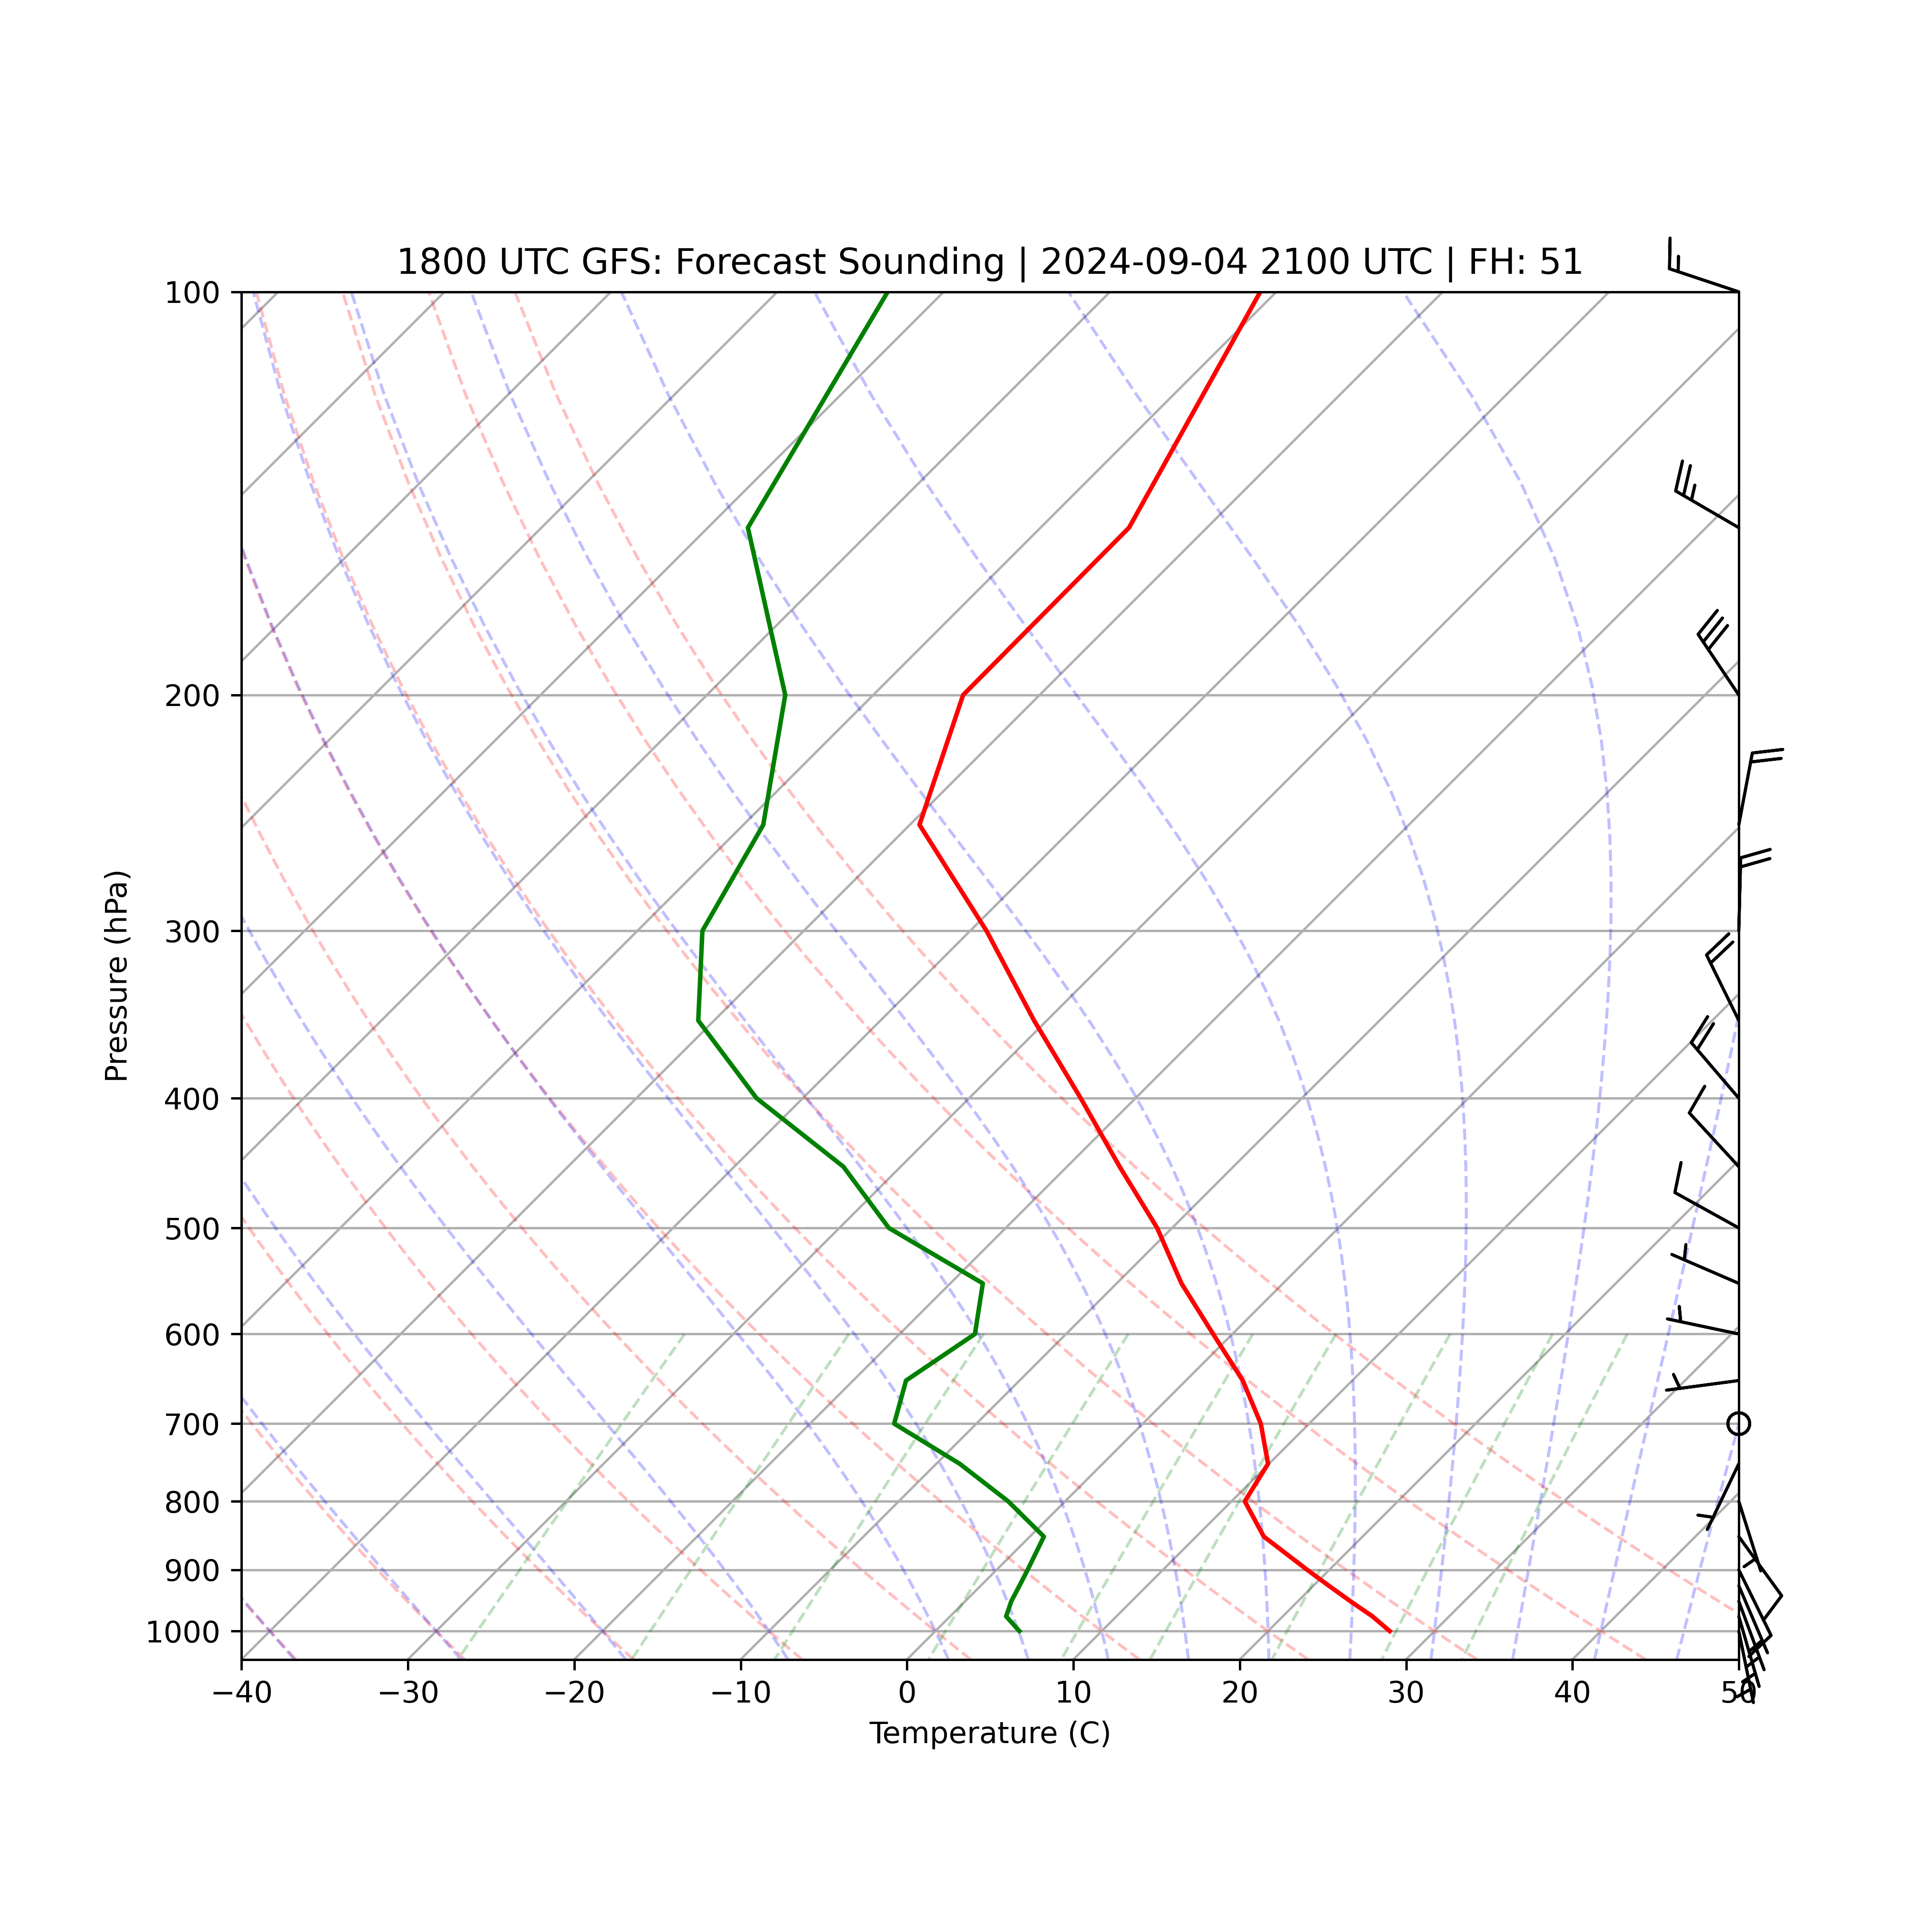 1800 UTC GFS: Forecast Sounding | 2024-09-04 2100 UTC | FH: 51
100
200
300
400
500
600
700
800
900
1000
Pressure (hPa)
−40 −30 −20 −10 0 10 20 30 40 50
Temperature (C)